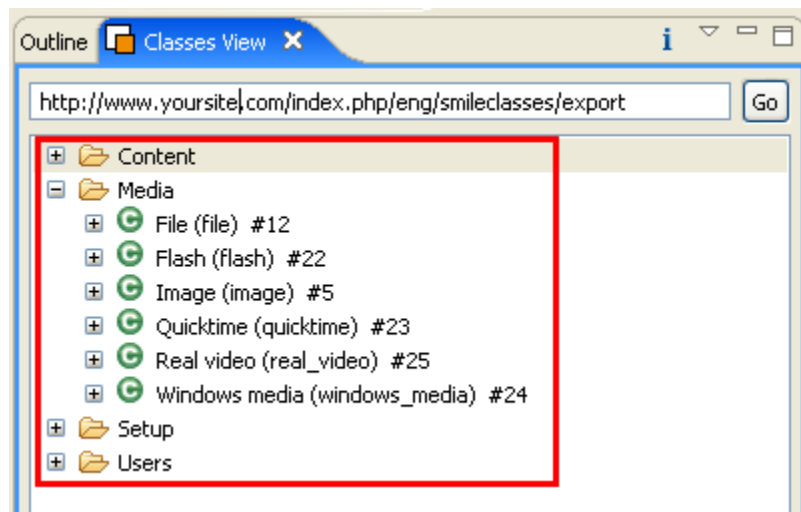 Outline Classes View
http://www.yoursite.com/index.php/eng/smileclasses/export Go
Content
Media
File (file) #12
Flash (flash) #22
Image (image) #5
Quicktime (quicktime) #23
Real video (real_video) #25
Windows media (windows_media) #24
Setup
Users